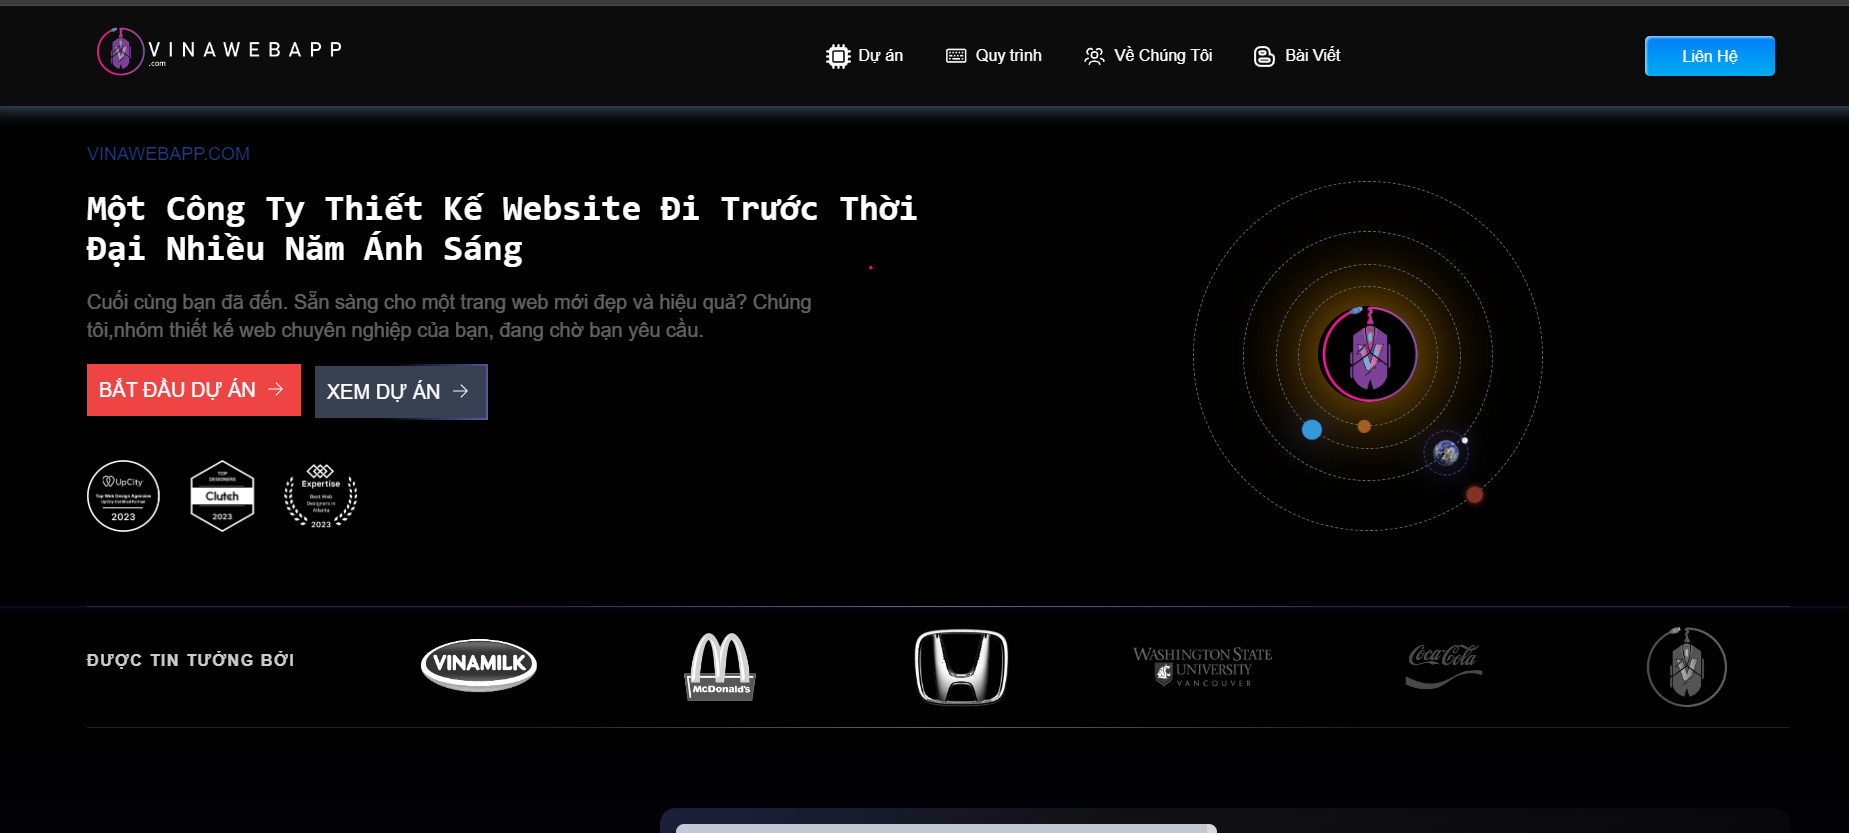 VINAWEBAPP
.com
Dự án
Quy trình
Về Chúng Tôi
Bài Viết
Liên Hệ
VINAWEBAPP.COM
Một Công Ty Thiết Kế Website Đi Trước Thời
Đại Nhiều Năm Ánh Sáng
Cuối cùng bạn đã đến. Sẵn sàng cho một trang web mới đẹp và hiệu quả? Chúng
tôi,nhóm thiết kế web chuyên nghiệp của bạn, đang chờ bạn yêu cầu.
BẮT ĐẦU DỰ ÁN
XEM DỰ ÁN
UpCity
Top Web Design Agencies
UpCity Certified Partner
2023
TOP
DESIGNERS
Clutch
2023
Expertise
Best Web
Designers in
Atlanta
2023
ĐƯỢC TIN TƯỞNG BỞI
VINAMILK
McDonald's
WASHINGTON STATE
UNIVERSITY
VANCOUVER
Coca-Cola